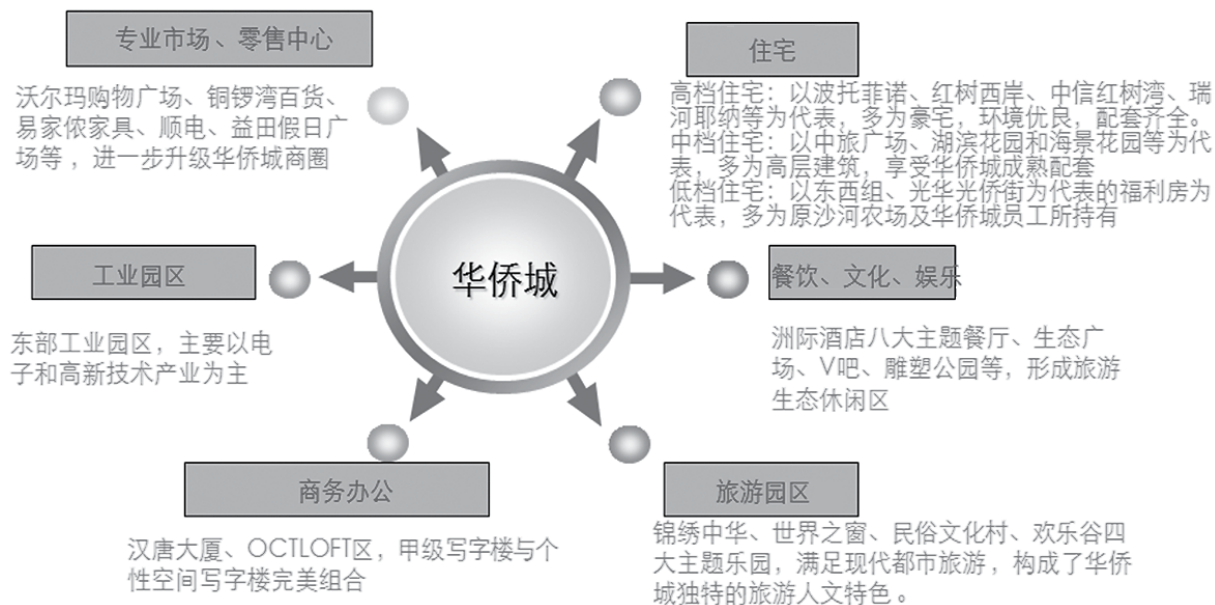 专业市场、零售中心
沃尔玛购物广场、铜锣湾百货、
易家侬家具、顺电、益田假日广
场等，进一步升级华侨城商圈
住宅
高档住宅：以波托菲诺、红树西岸、中信红树湾、瑞
河耶纳等为代表，多为豪宅，环境优良，配套齐全。
中档住宅：以中旅广场、湖滨花园和海景花园等为代
表，多为高层建筑，享受华侨城成熟配套
低档住宅：以东西组、光华光侨街为代表的福利房为
代表，多为原沙河农场及华侨城员工所持有
华侨城
工业园区
东部工业园区，主要以电
子和高新技术产业为主
餐饮、文化、娱乐
洲际酒店八大主题餐厅、生态广
场、V吧、雕塑公园等，形成旅游
生态休闲区
商务办公
汉唐大厦、OCTLOFT区，甲级写字楼与个
性空间写字楼完美组合
旅游园区
锦绣中华、世界之窗、民俗文化村、欢乐谷四
大主题乐园，满足现代都市旅游，构成了华侨
城独特的旅游人文特色。